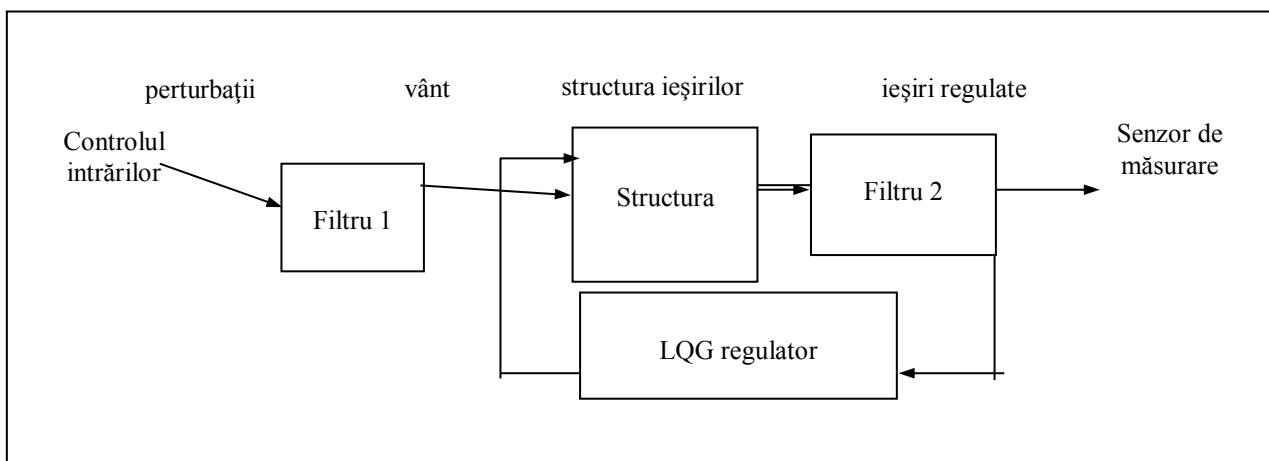 perturbaţii
vânt
structura ieşirilor
ieşiri regulate
Controlul
intrărilor
Filtru 1
Structura
Filtru 2
Senzor de
măsurare
LQG regulator